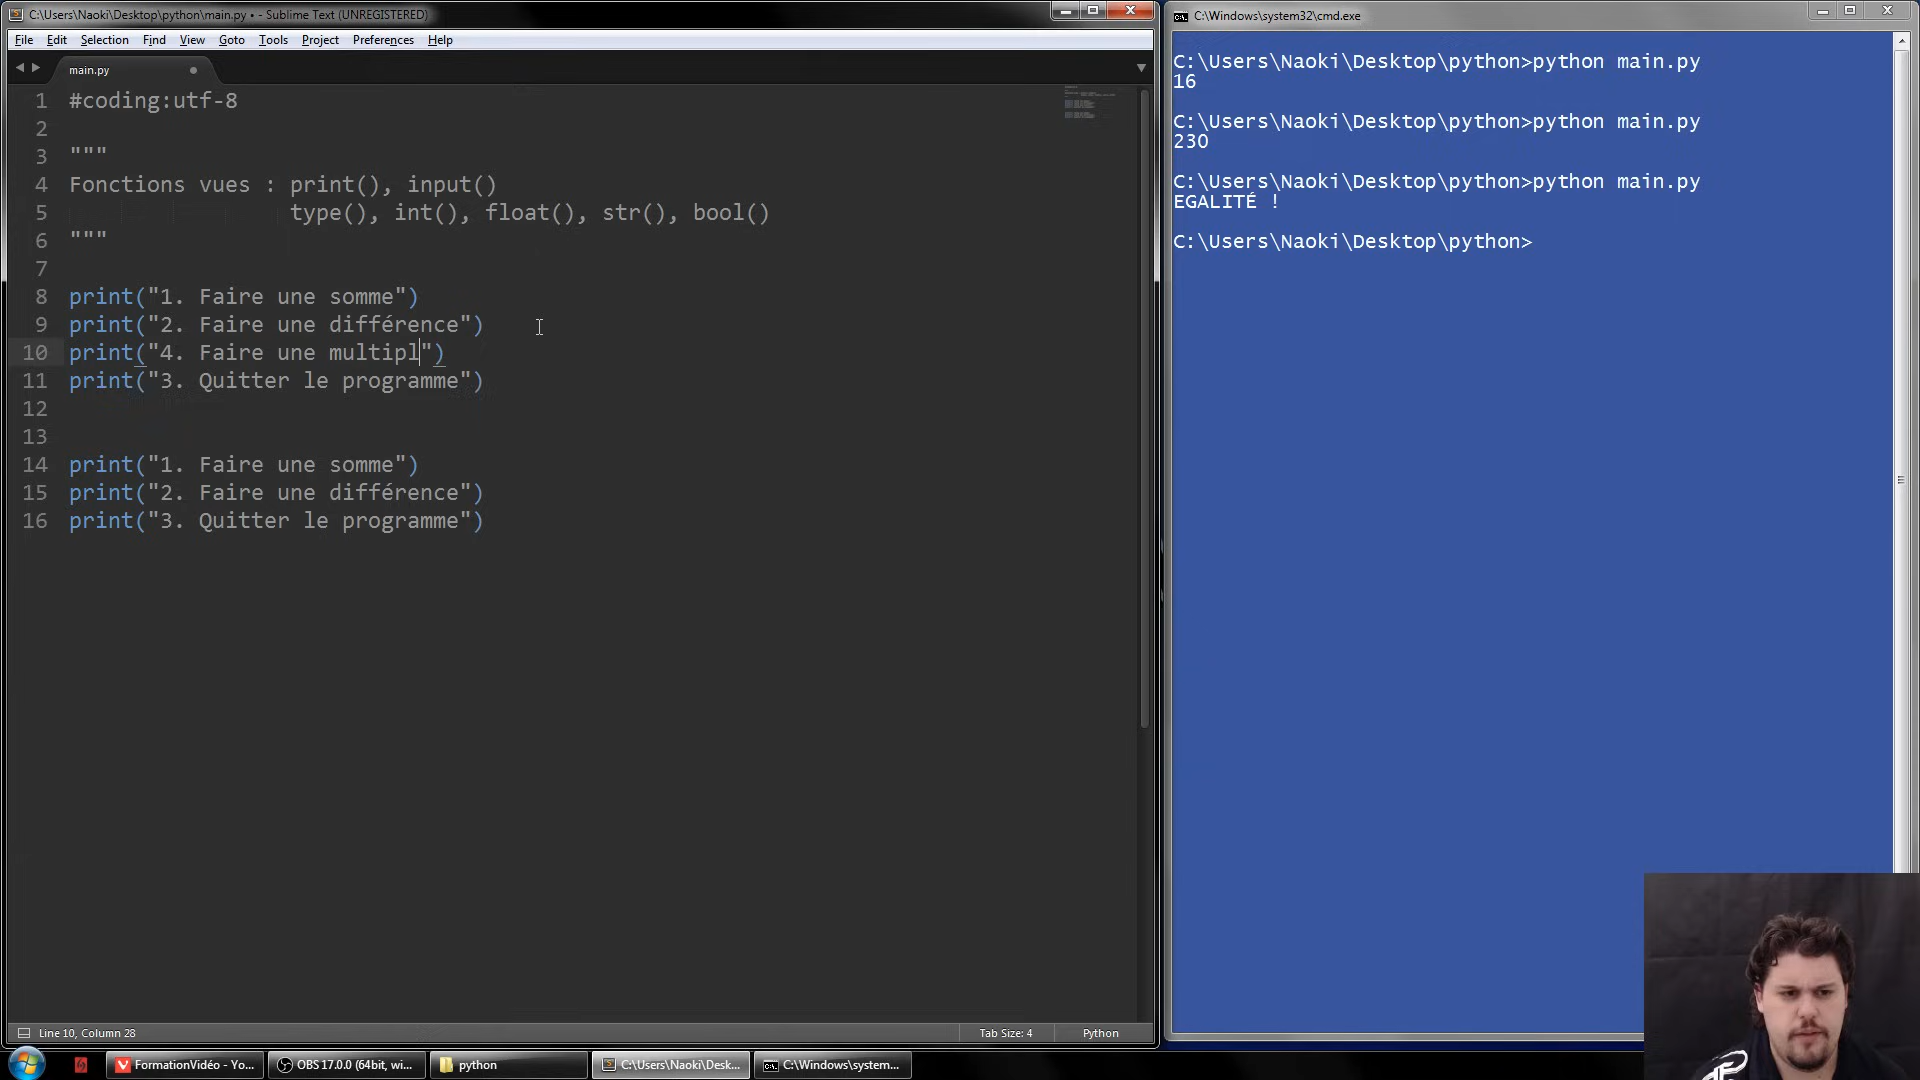 C:\Users\Naoki\Desktop\python\main.py • - Sublime Text (UNREGISTERED)
File Edit Selection Find View Goto Tools Project Preferences Help
main.py
1 #coding:utf-8
2
3 """
4 Fonctions vues : print(), input()
5 type(), int(), float(), str(), bool()
6 """
7
8 print("1. Faire une somme")
9 print("2. Faire une différence")
10 print("4. Faire une multipl")
11 print("3. Quitter le programme")
12
13
14 print("1. Faire une somme")
15 print("2. Faire une différence")
16 print("3. Quitter le programme")
Line 10, Column 28
Tab Size: 4
Python
C:\Windows\system32\cmd.exe
C:\Users\Naoki\Desktop\python>python main.py
16
C:\Users\Naoki\Desktop\python>python main.py
230
C:\Users\Naoki\Desktop\python>python main.py
EGALITÉ !
C:\Users\Naoki\Desktop\python>
FormationVidéo - Yo...
OBS 17.0.0 (64bit, wi...
python
C:\Users\Naoki\Desk...
C:\Windows\system...